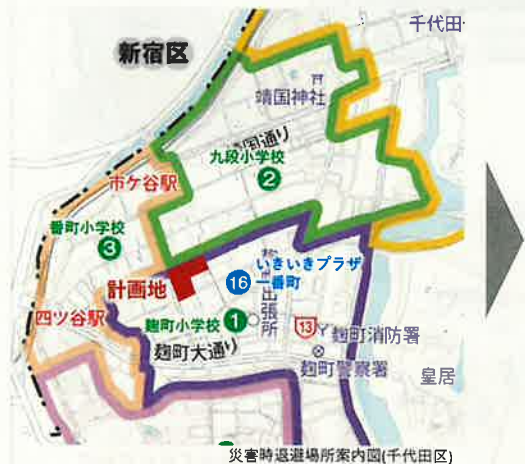 千代田
新宿区
靖国神社
国通り
九段小学校
2
市ケ谷駅
番町小学校
3
計画地
16
いきいきプラザ
一番町
出張所
四ツ谷駅
麹町小学校
1
麹町大通り
13
麹町消防署
麹町警察署
皇居
災害時退避場所案内図(千代田区)